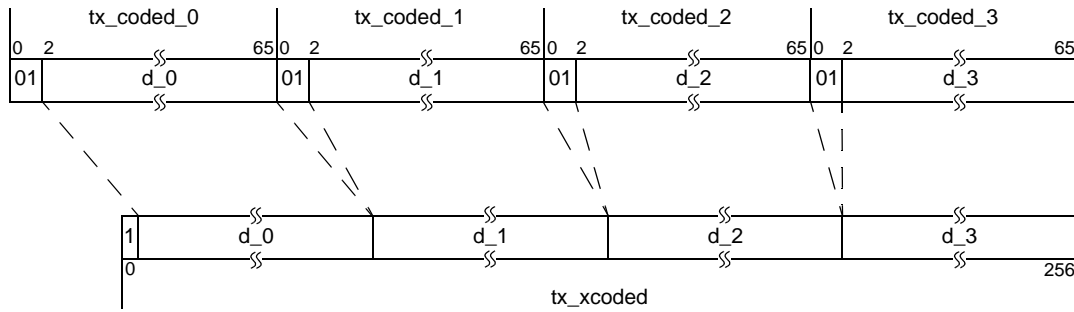 tx_coded_0 tx_coded_1 tx_coded_2 tx_coded_3
0 2 65 0 2 65 0 2 65 0 2 65
01 d_0 01 d_1 01 d_2 01 d_3
1 d_0 d_1 d_2 d_3
0 256
tx_xcoded